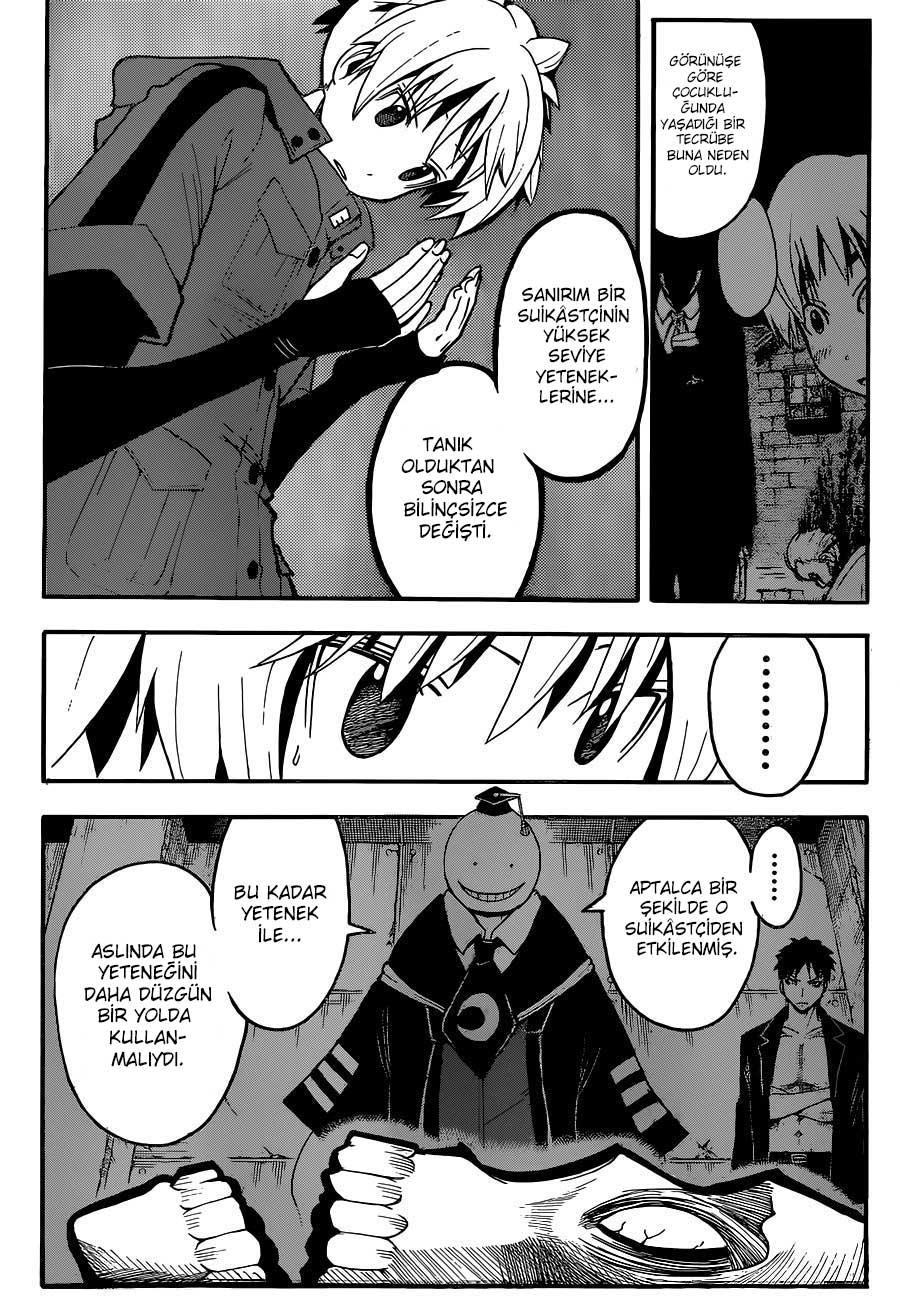 GÖRÜNÜŞE
GÖRE
ÇOCUKLU-
ĞUNDA
YAŞADIĞI BİR
TECRÜBE
BUNA NEDEN
OLDU.
SANIRIM BİR
SUİKÂSTÇİNİN
YÜKSEK
SEVİYE
YETENEK-
LERİNE...
TANIK
OLDUKTAN
SONRA
BİLİNÇSİZCE
DEĞİŞTİ.
........
......
APTALCA BİR
ŞEKİLDE O
SUİKÂSTÇİDEN
ETKİLENMİŞ.
BU KADAR
YETENEK
İLE...
ASLINDA BU
YETENEĞİNİ
DAHA DÜZGÜN
BİR YOLDA
KULLAN-
MALIYDI.